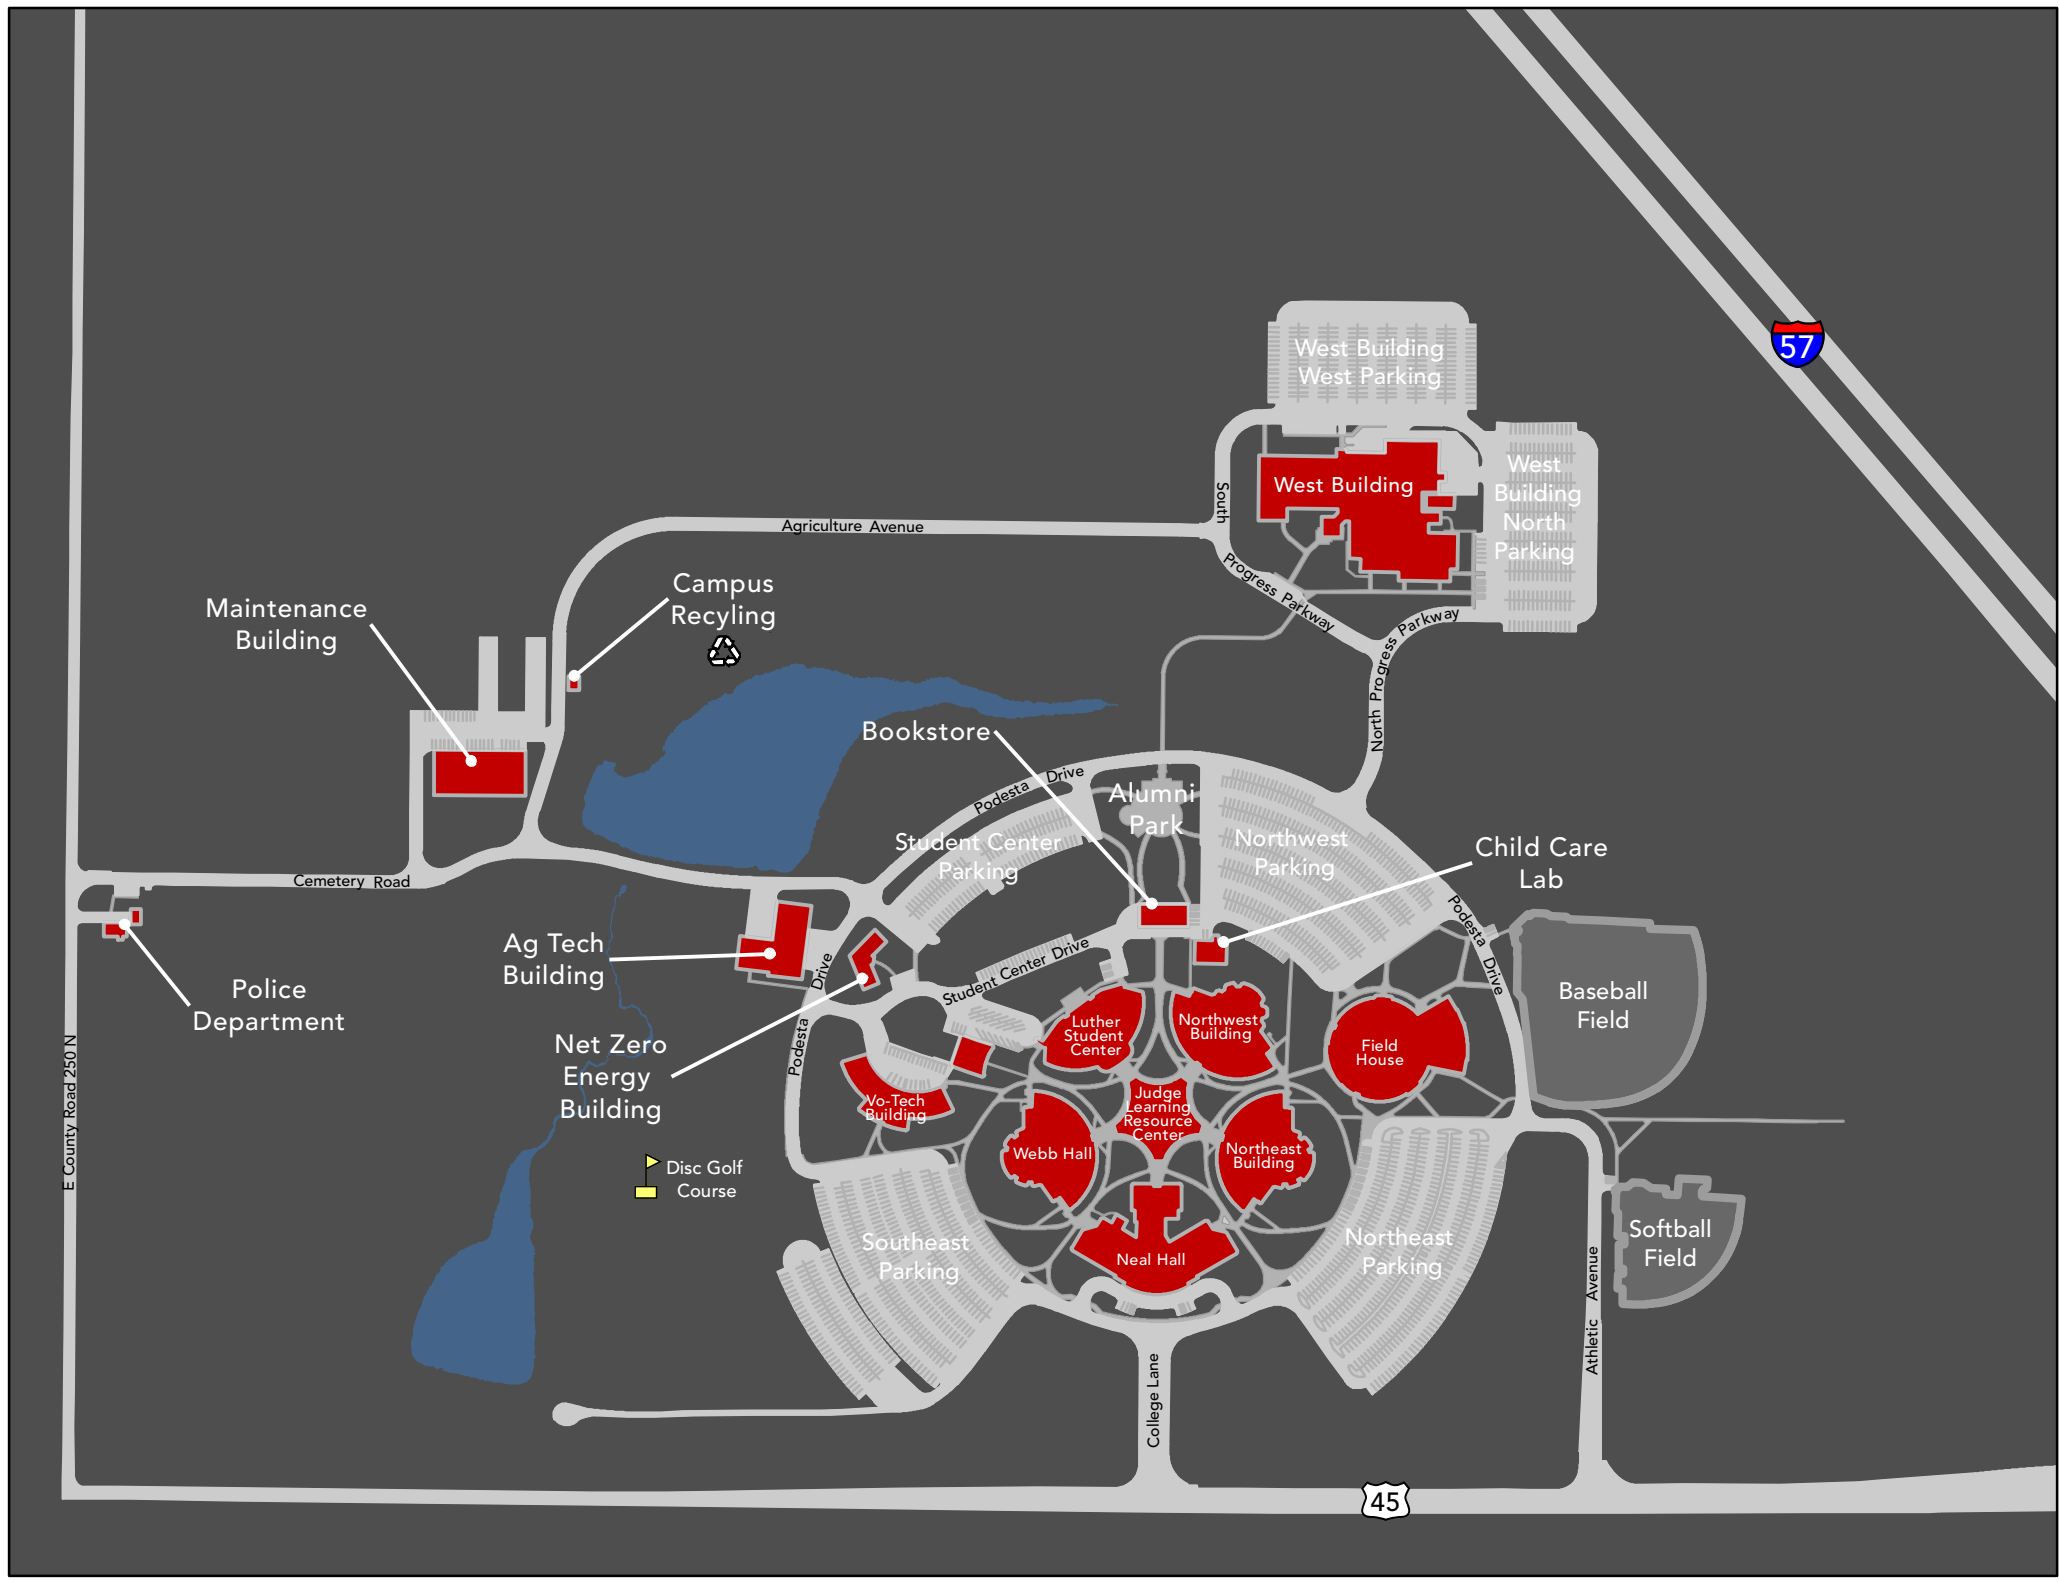 57
West Building
West Parking
West
Building
North
Parking
West Building
South
Progress Parkway
North Progress Parkway
Agriculture Avenue
Campus
Recyling
Maintenance
Building
Bookstore
Podesta Drive
Alumni
Park
Student Center
Parking
Northwest
Parking
Child Care
Lab
Cemetery Road
Podesta Drive
Ag Tech
Building
Police
Department
Student Center Drive
Podesta Drive
Baseball
Field
Luther
Student
Center
Northwest
Building
Field
House
Net Zero
Energy
Building
Vo-Tech
Building
Judge
Learning
Resource
Center
E County Road 250 N
Webb Hall
Northeast
Building
Disc Golf
Course
Southeast
Parking
Neal Hall
Northeast
Parking
Softball
Field
Athletic Avenue
College Lane
45